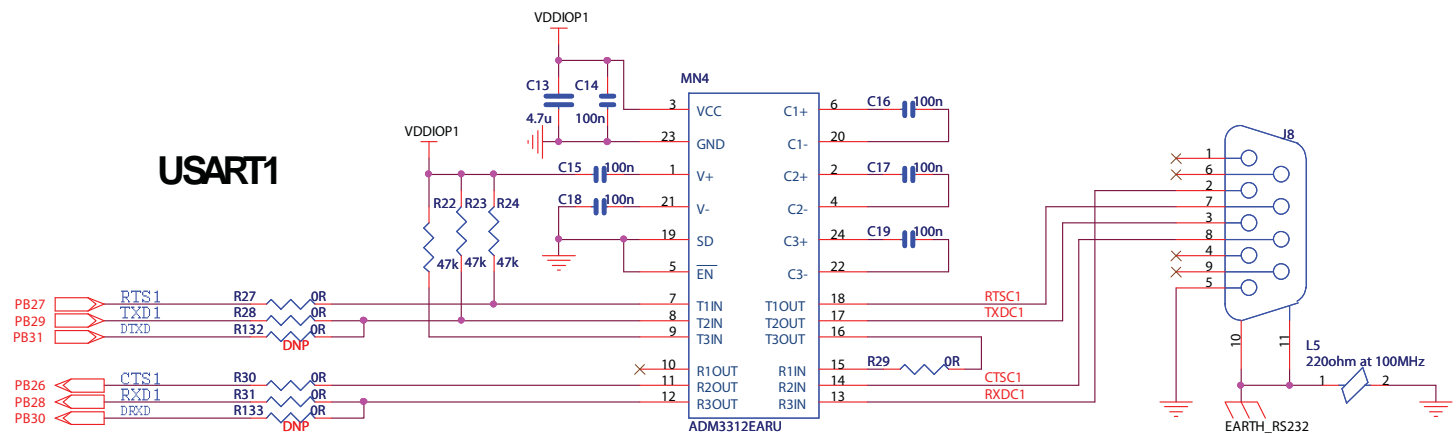 VDDIOP1
MN4
C13 C14
4.7u 100n
3 VCC C1+ 6 C16 100n
VDDIOP1
23 GND C1- 20
J8
USART1
C15 100n 1 V+ C2+ 2 C17 100n
1
6
R22 R23 R24 C18 100n 21 V- C2- 4
2
7
19 SD C3+ 24 C19 100n
3
8
47k 47k 47k
5 EN C3- 22
4
9
5
PB27 RTS1 R27 0R 7 T1IN T1OUT 18 RTSC1
PB29 TXD1 R28 0R 8 T2IN T2OUT 17 TXDC1
PB31 DTXD R132 0R 9 T3IN T3OUT 16
DNP
10 11
L5
220ohm at 100MHz
10 R1OUT R1IN 15 R29 0R
PB26 CTS1 R30 0R 11 R2OUT R2IN 14 CTSC1
1 2
PB28 RXD1 R31 0R 12 R3OUT R3IN 13 RXDC1
PB30 DRXD R133 0R
DNP
ADM3312EARU
EARTH_RS232